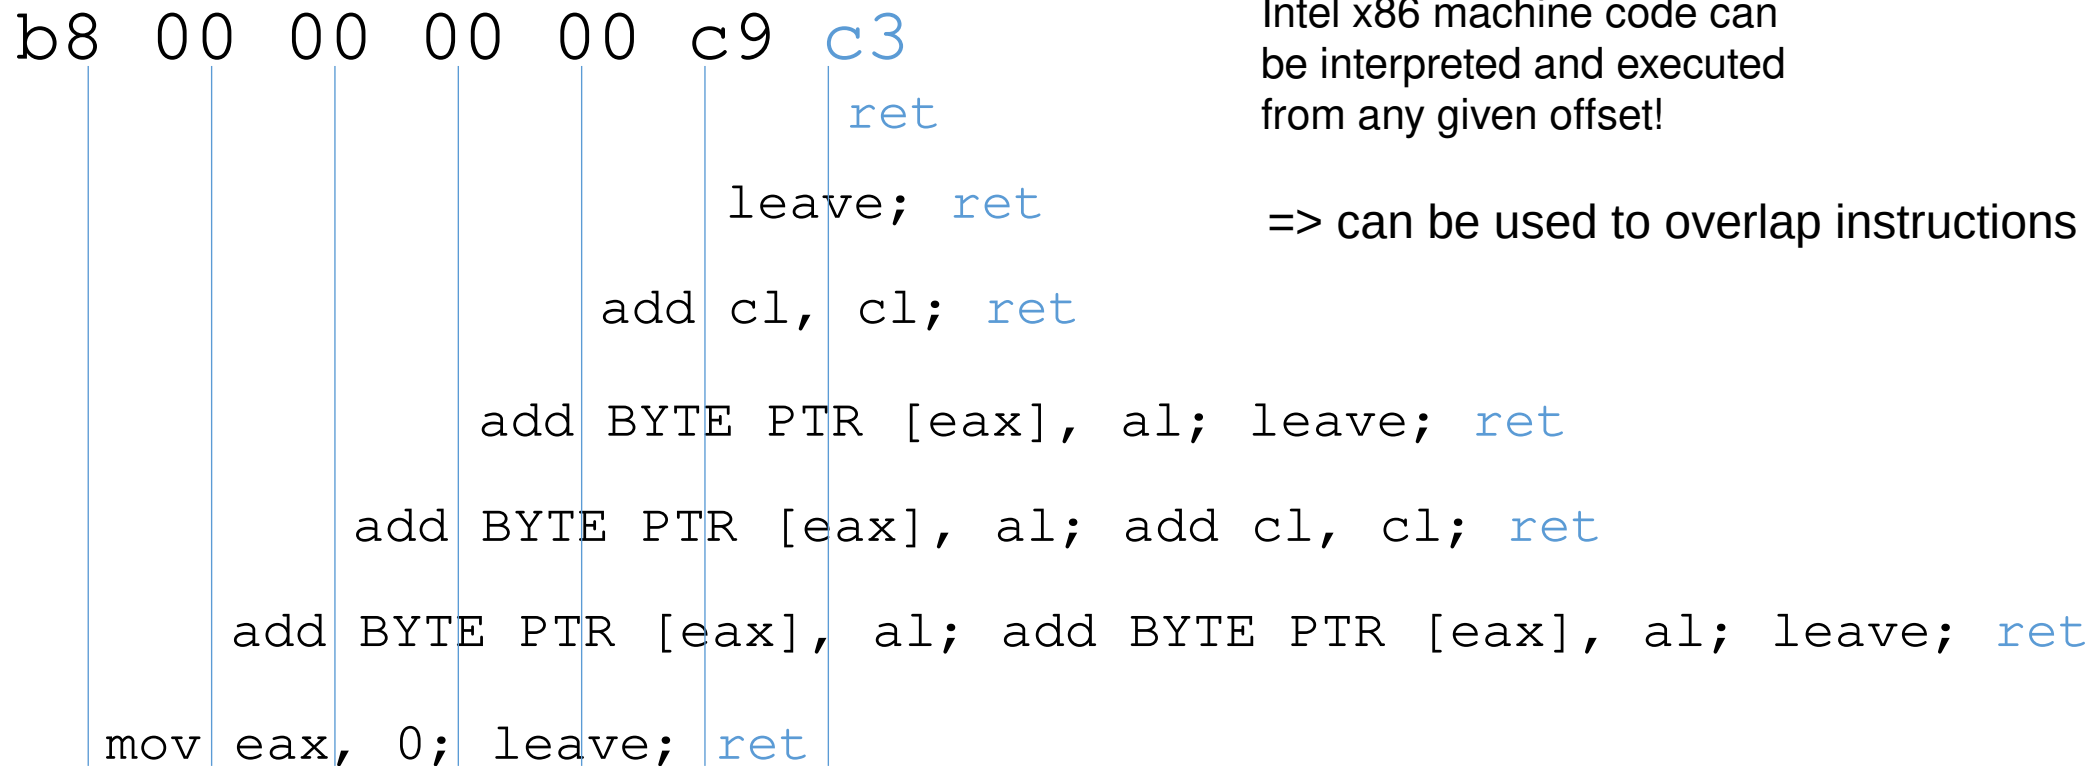 b8 00 00 00 00 c9 c3
Intel x86 machine code can
be interpreted and executed
from any given offset!
ret
leave; ret
=> can be used to overlap instructions
add cl, cl; ret
add BYTE PTR [eax], al; leave; ret
add BYTE PTR [eax], al; add cl, cl; ret
add BYTE PTR [eax], al; add BYTE PTR [eax], al; leave; ret
mov eax, 0; leave; ret